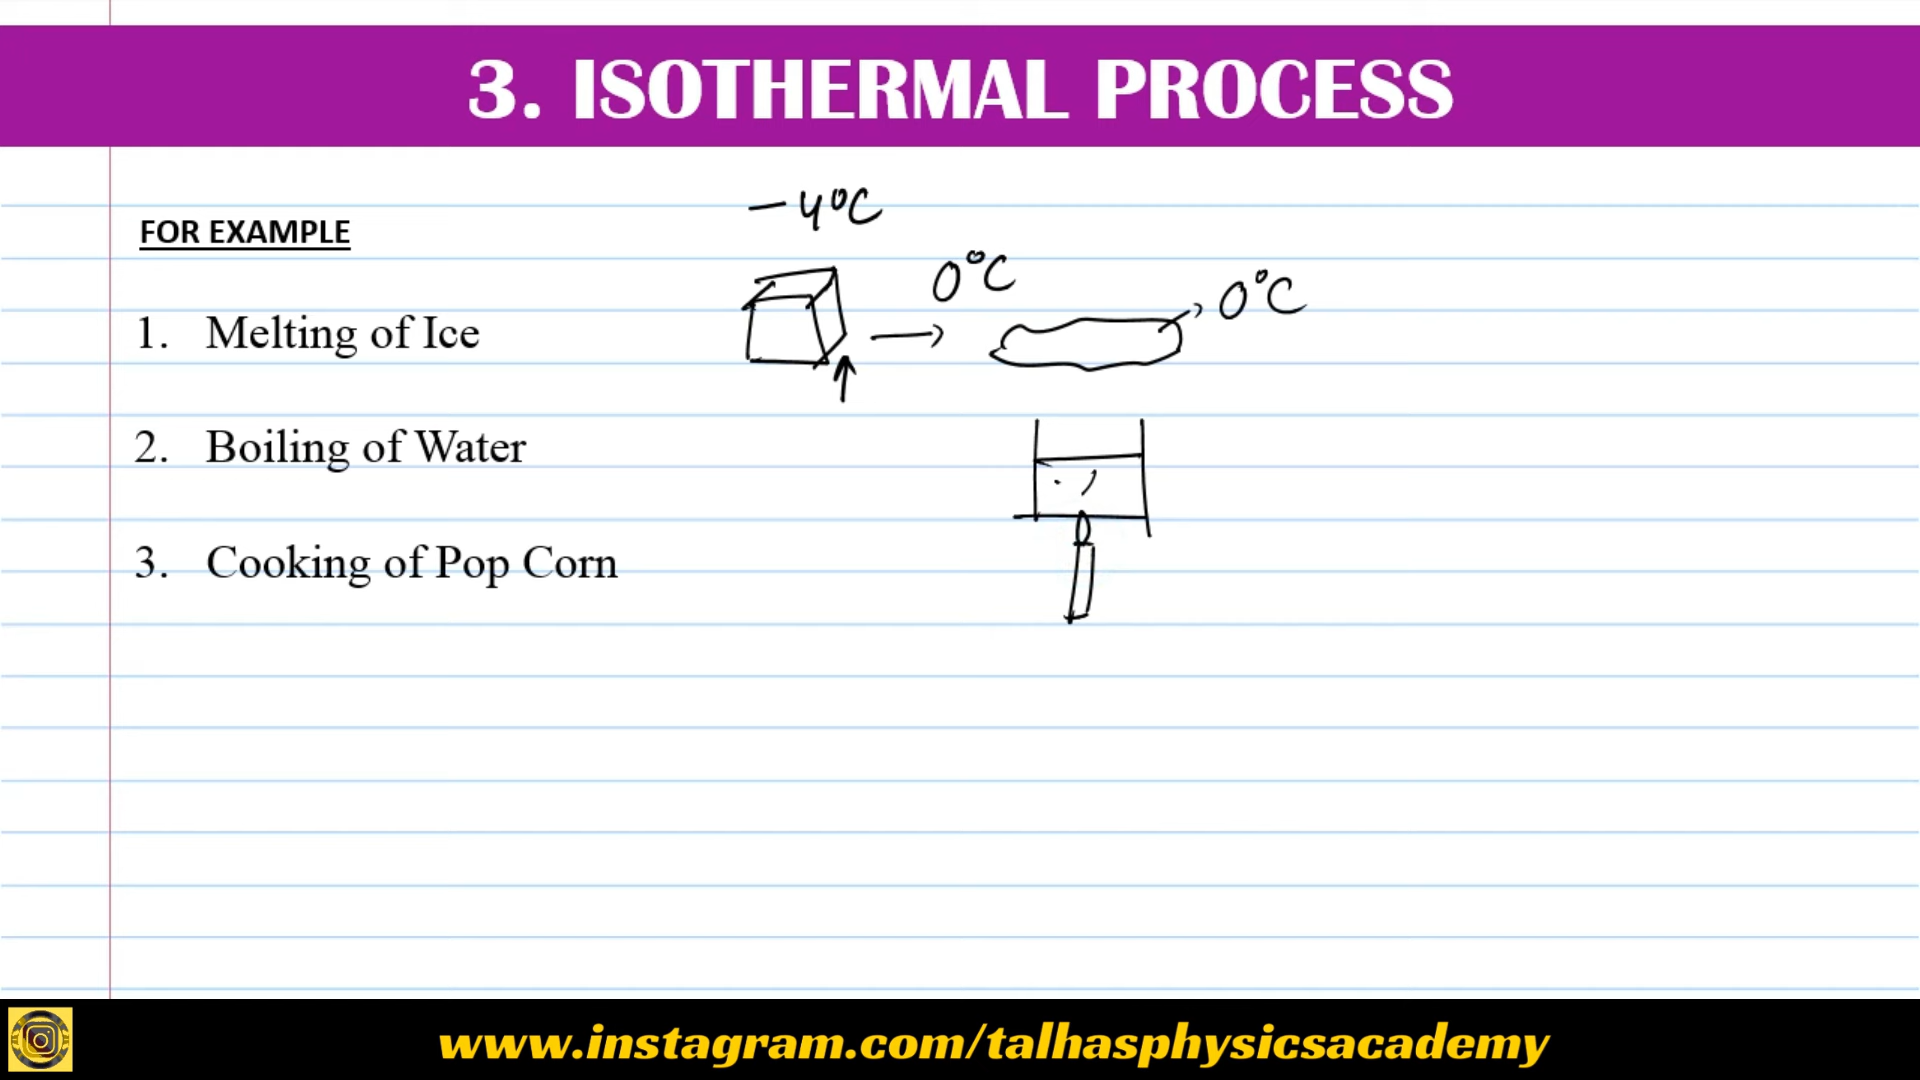 3. ISOTHERMAL PROCESS
-4°C
FOR EXAMPLE
0°C
0°C
1. Melting of Ice
2. Boiling of Water
3. Cooking of Pop Corn
www.instagram.com/talhasphysicsacademy